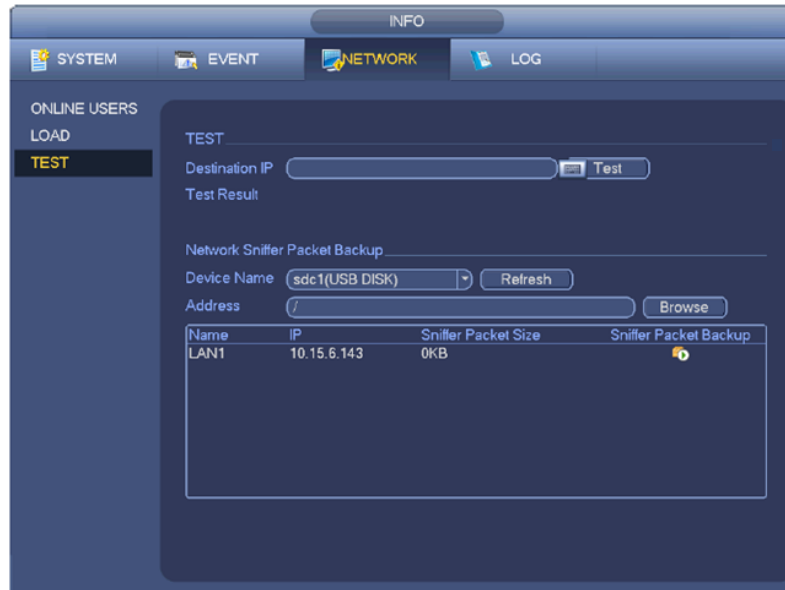 INFO
SYSTEM EVENT NETWORK LOG
ONLINE USERS
LOAD
TEST
TEST
Destination IP Test
Test Result
Network Sniffer Packet Backup
Device Name sdc1(USB DISK) Refresh
Address / Browse
Name IP Sniffer Packet Size Sniffer Packet Backup
LAN1 10.15.6.143 0KB